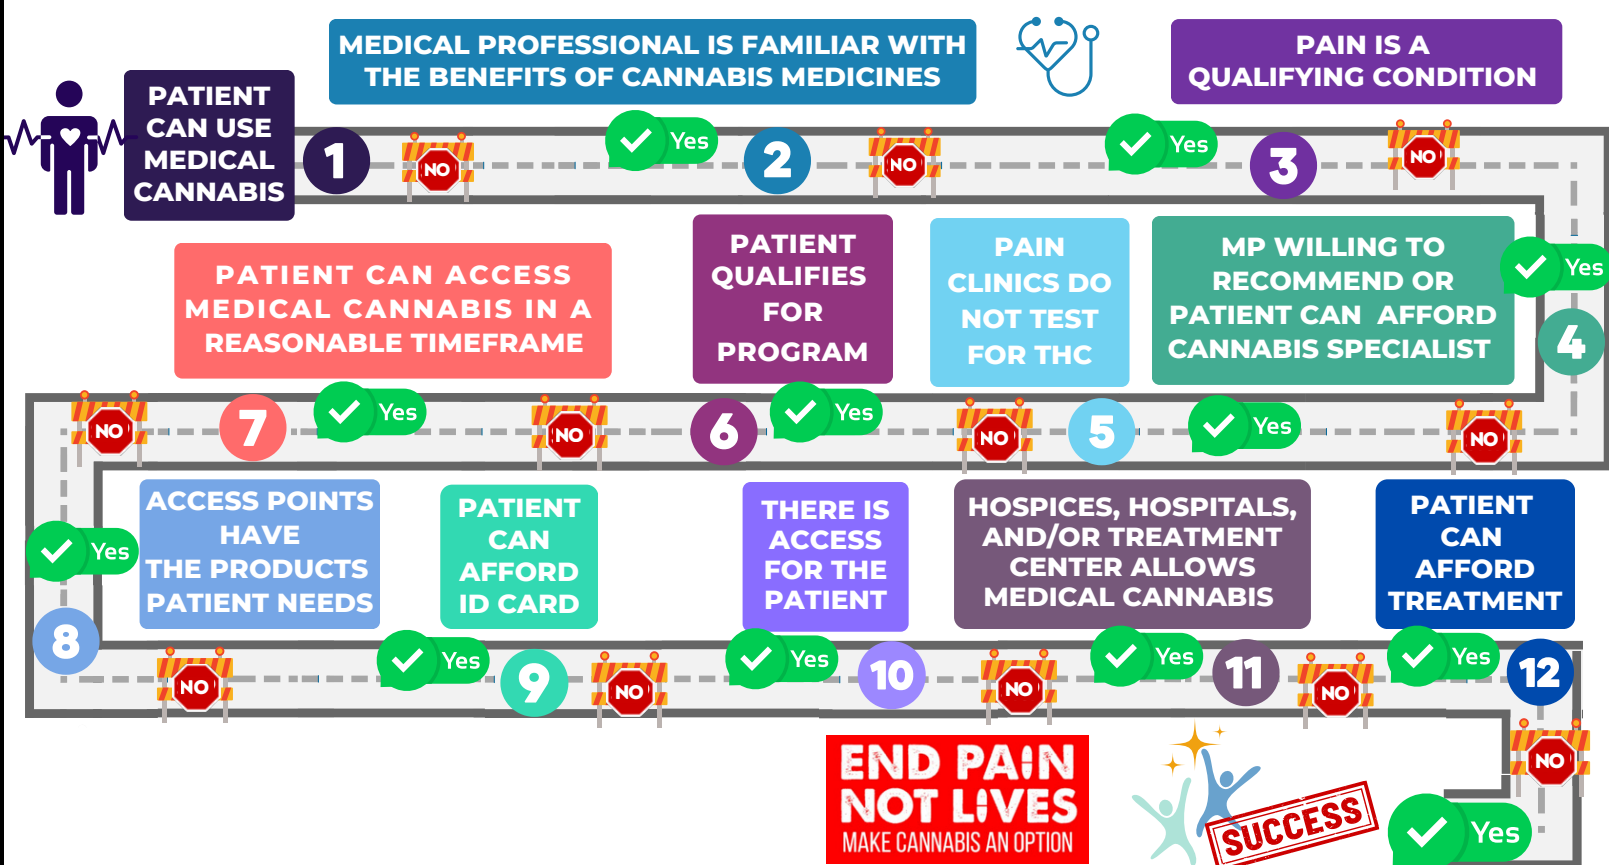 PATIENT
CAN USE
MEDICAL
CANNABIS
1
NO
MEDICAL PROFESSIONAL IS FAMILIAR WITH
THE BENEFITS OF CANNABIS MEDICINES
Yes
2
NO
PAIN IS A
QUALIFYING CONDITION
Yes
3
NO
MP WILLING TO
RECOMMEND OR
PATIENT CAN AFFORD
CANNABIS SPECIALIST
Yes
4
NO
PAIN
CLINICS DO
NOT TEST
FOR THC
Yes
5
NO
PATIENT
QUALIFIES
FOR
PROGRAM
Yes
6
NO
PATIENT CAN ACCESS
MEDICAL CANNABIS IN A
REASONABLE TIMEFRAME
Yes
7
NO
ACCESS POINTS
HAVE
THE PRODUCTS
PATIENT NEEDS
Yes
8
NO
PATIENT
CAN
AFFORD
ID CARD
Yes
9
NO
THERE IS
ACCESS
FOR THE
PATIENT
Yes
10
NO
HOSPICES, HOSPITALS,
AND/OR TREATMENT
CENTER ALLOWS
MEDICAL CANNABIS
Yes
11
NO
PATIENT
CAN
AFFORD
TREATMENT
Yes
12
NO
Yes
SUCCESS
END PAIN
NOT LIVES
MAKE CANNABIS AN OPTION